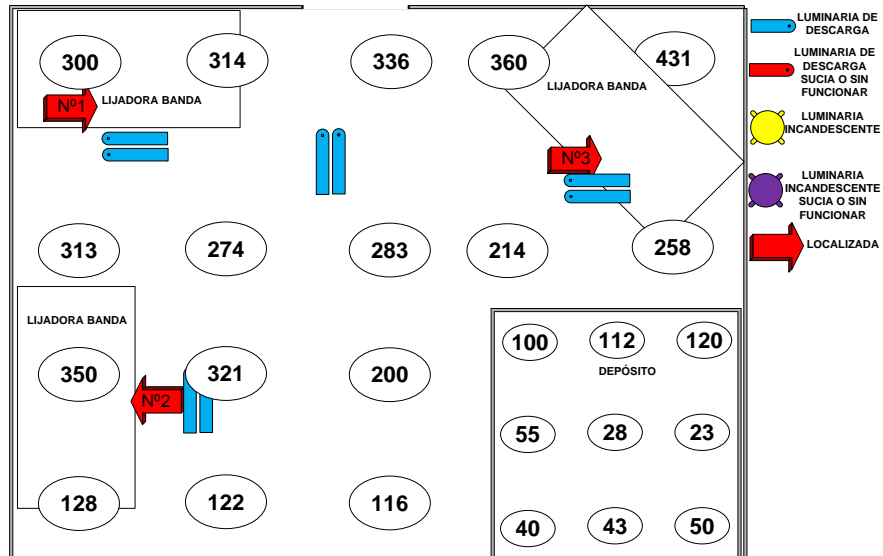 300
314
336
360
431
LIJADORA BANDA
Nº1
LIJADORA BANDA
Nº3
313
274
283
214
258
LIJADORA BANDA
350
321
200
Nº2
128
122
116
100
112
120
DEPÓSITO
55
28
23
40
43
50
LUMINARIA DE
DESCARGA
LUMINARIA DE
DESCARGA
SUCIA O SIN
FUNCIONAR
LUMINARIA
INCANDESCENTE
LUMINARIA
INCANDESCENTE
SUCIA O SIN
FUNCIONAR
LOCALIZADA